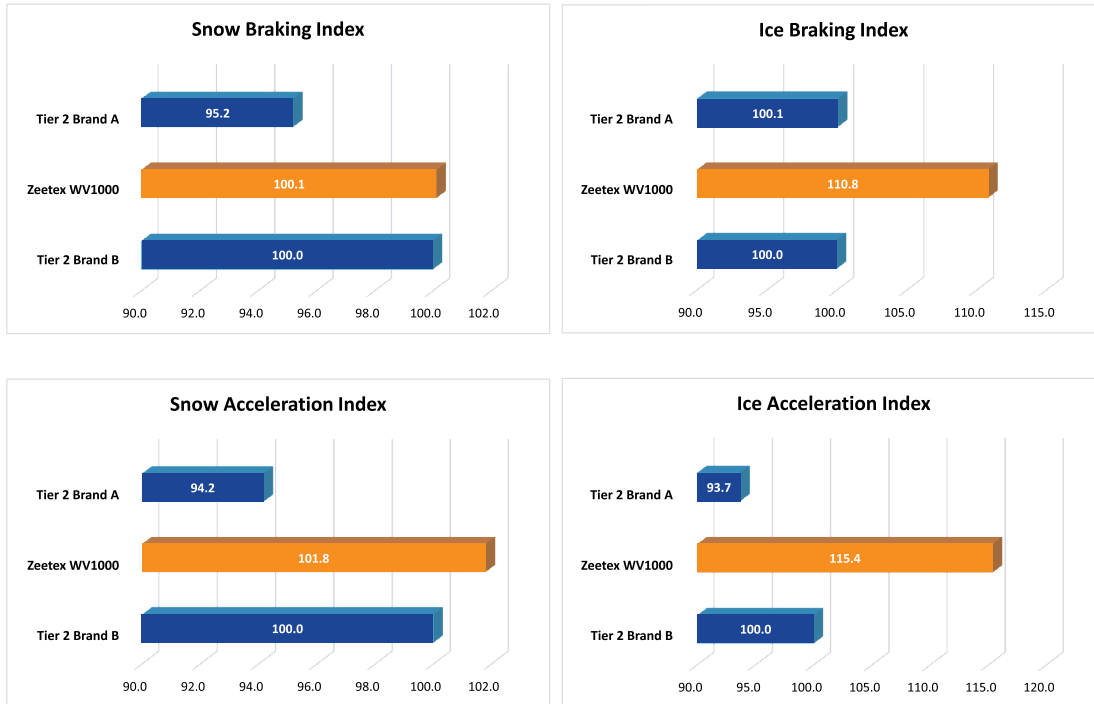 Snow Braking Index
Tier 2 Brand A
95.2
Zeetex WV1000
100.1
Tier 2 Brand B
100.0
90.0 92.0 94.0 96.0 98.0 100.0 102.0
Ice Braking Index
Tier 2 Brand A
100.1
Zeetex WV1000
110.8
Tier 2 Brand B
100.0
90.0 95.0 100.0 105.0 110.0 115.0
Snow Acceleration Index
Tier 2 Brand A
94.2
Zeetex WV1000
101.8
Tier 2 Brand B
100.0
90.0 92.0 94.0 96.0 98.0 100.0 102.0
Ice Acceleration Index
Tier 2 Brand A
93.7
Zeetex WV1000
115.4
Tier 2 Brand B
100.0
90.0 95.0 100.0 105.0 110.0 115.0 120.0